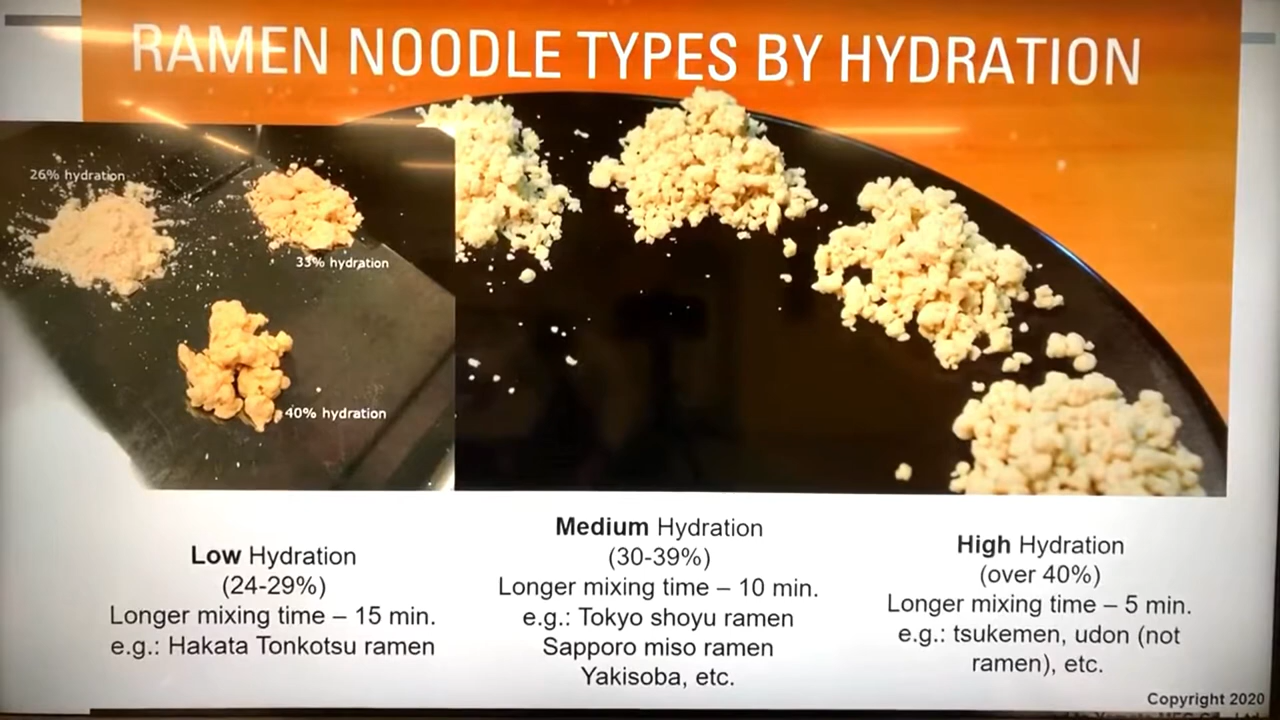 RAMEN NOODLE TYPES BY HYDRATION
26% hydration
33% hydration
40% hydration
Low Hydration
(24-29%)
Longer mixing time – 15 min.
e.g.: Hakata Tonkotsu ramen
Medium Hydration
(30-39%)
Longer mixing time – 10 min.
e.g.: Tokyo shoyu ramen
Sapporo miso ramen
Yakisoba, etc.
High Hydration
(over 40%)
Longer mixing time – 5 min.
e.g.: tsukemen, udon (not
ramen), etc.
Copyright 2020